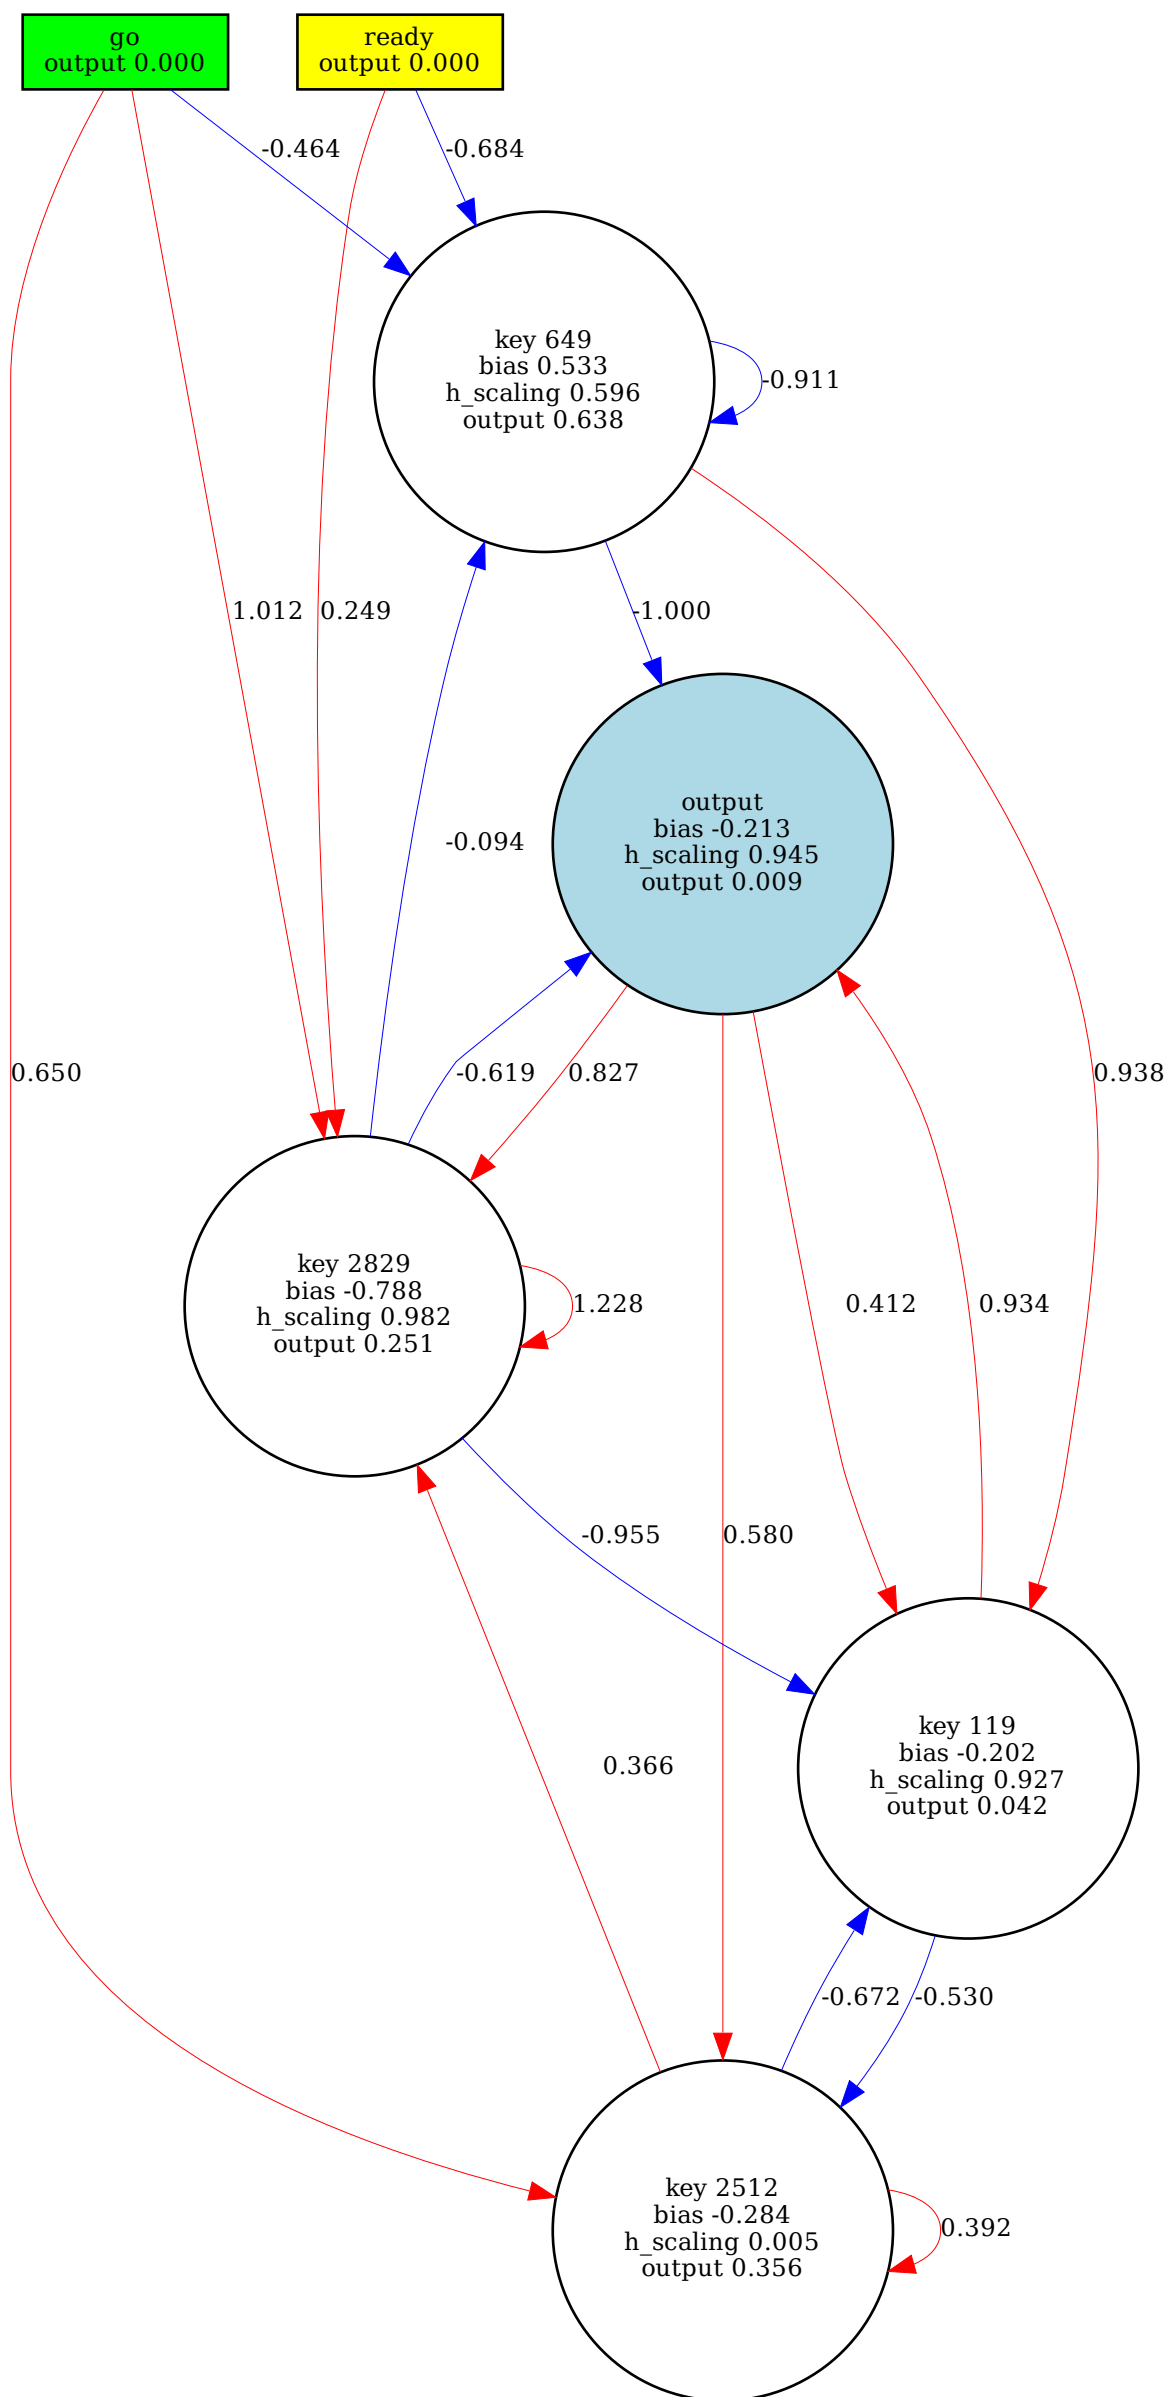 go
output 0.000
ready
output 0.000
-0.464
-0.684
key 649
bias 0.533
h_scaling 0.596
output 0.638
-0.911
1.012
0.249
-1.000
output
bias -0.213
h_scaling 0.945
output 0.009
-0.094
0.650
-0.619
0.827
0.938
key 2829
bias -0.788
h_scaling 0.982
output 0.251
1.228
0.412
0.934
-0.955
0.580
key 119
bias -0.202
h_scaling 0.927
output 0.042
0.366
-0.672
-0.530
key 2512
bias -0.284
h_scaling 0.005
output 0.356
0.392